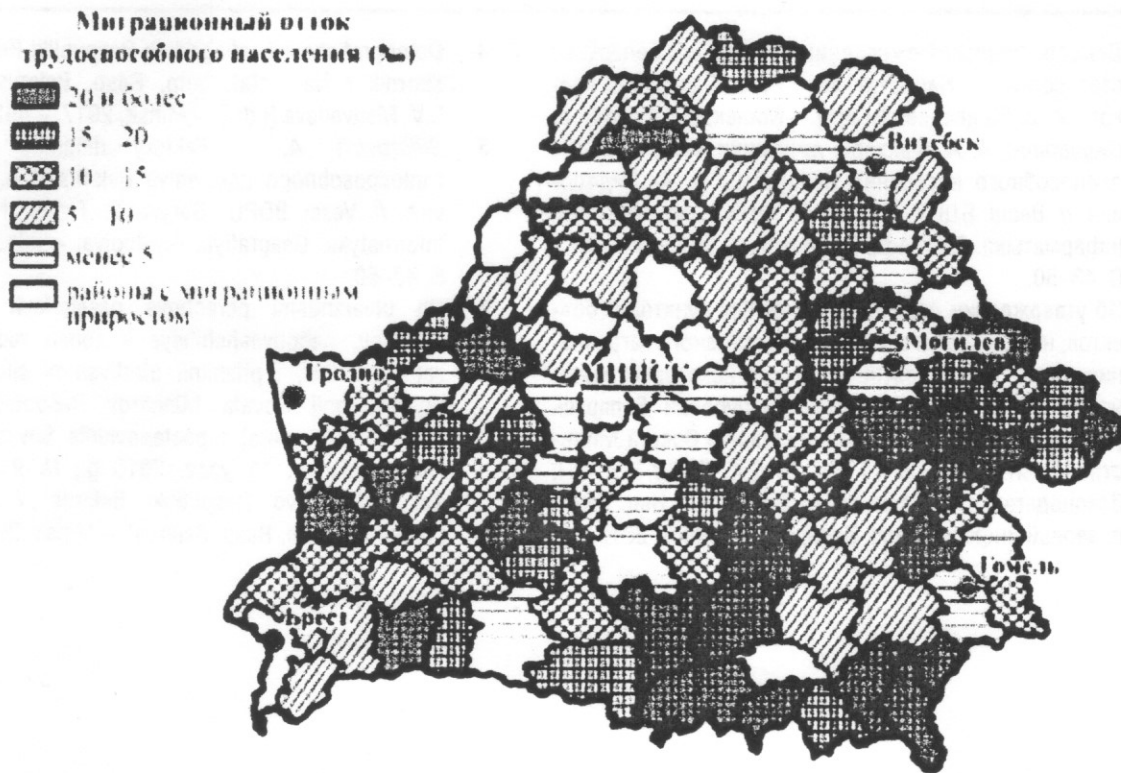 Миграционный отток
трудоспособного населения (‰)
20 и более
15 – 20
10 – 15
5 – 10
менее 5
районы с миграционным
приростом
Витебск
Могилев
Гродно
МИНСК
Гомель
Брест